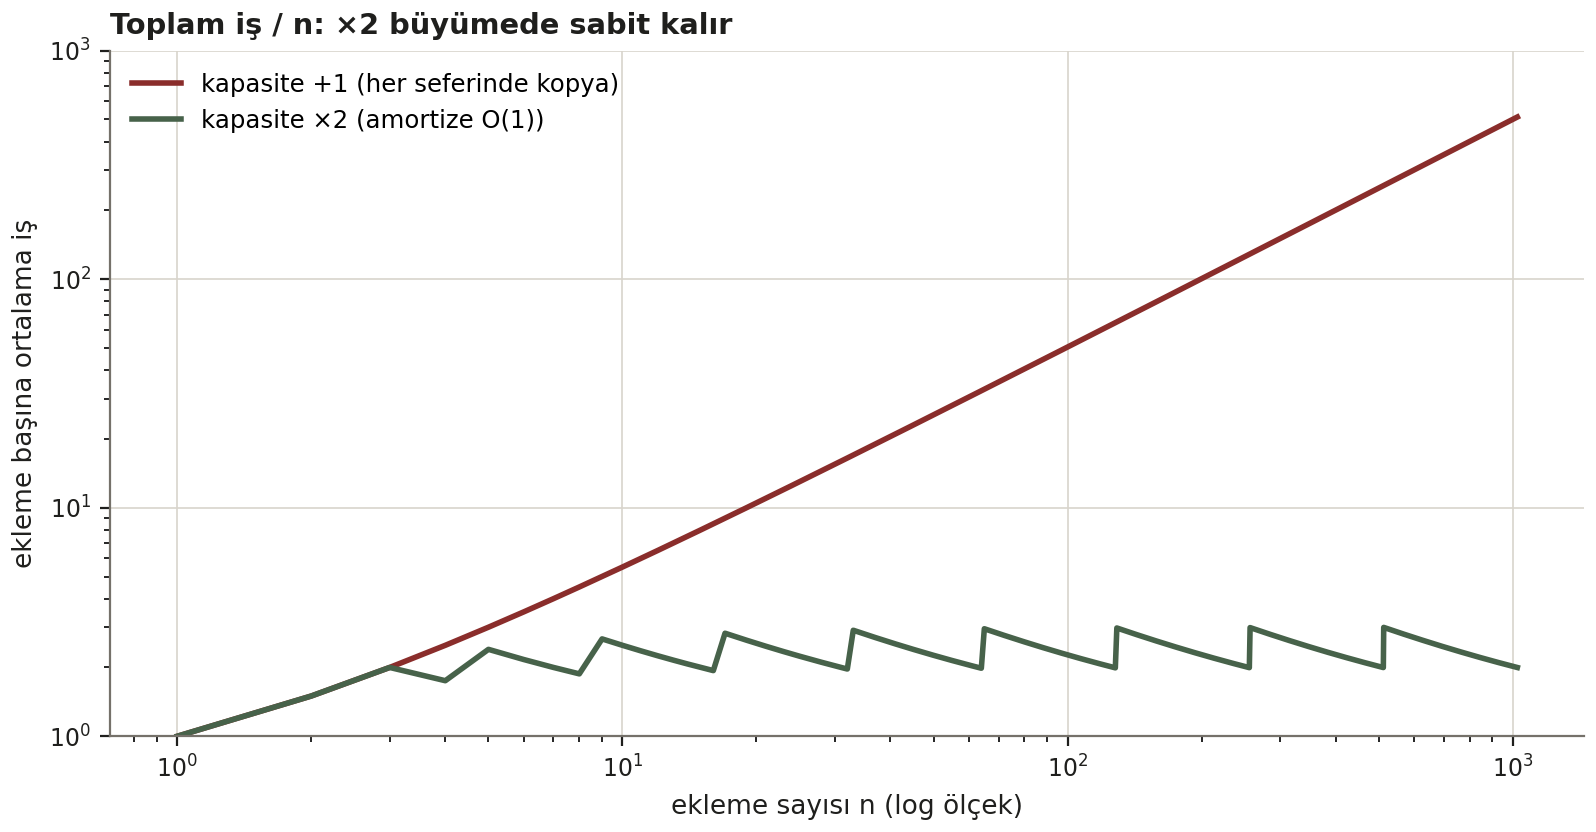 Toplam iş / n: ×2 büyümede sabit kalır
kapasite +1 (her seferinde kopya)
kapasite ×2 (amortize O(1))
ekleme başına ortalama iş
10³
10²
10¹
10⁰
10⁰ 10¹ 10² 10³
ekleme sayısı n (log ölçek)